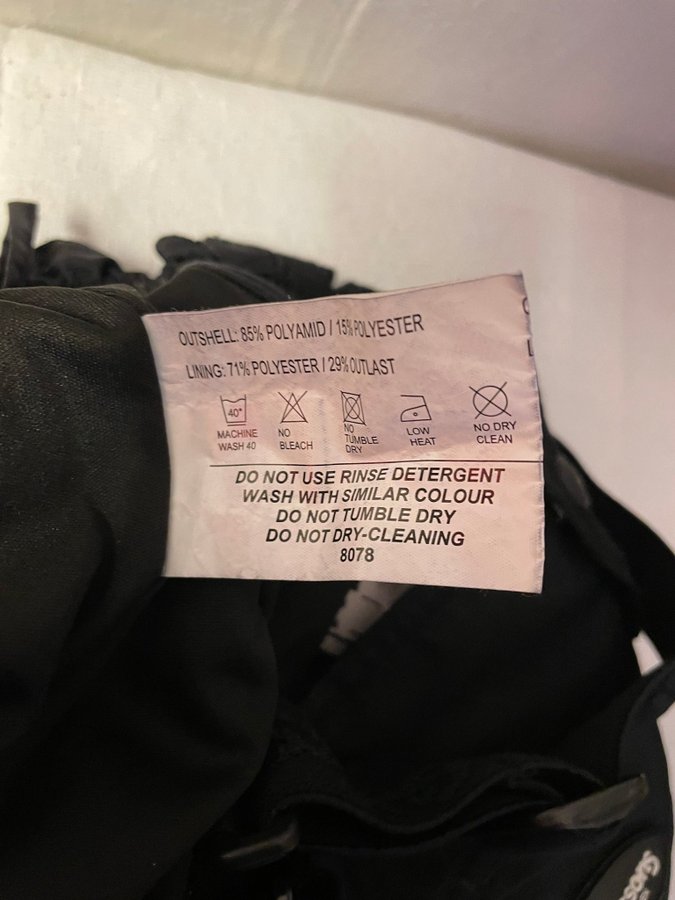 OUTSHELL: 85% POLYAMID / 15% POLYESTER
LINING: 71% POLYESTER / 29% OUTLAST
40°
MACHINE
WASH 40
NO
BLEACH
NO
TUMBLE
DRY
LOW
HEAT
NO DRY
CLEAN
DO NOT USE RINSE DETERGENT
WASH WITH SIMILAR COLOUR
DO NOT TUMBLE DRY
DO NOT DRY-CLEANING
8078